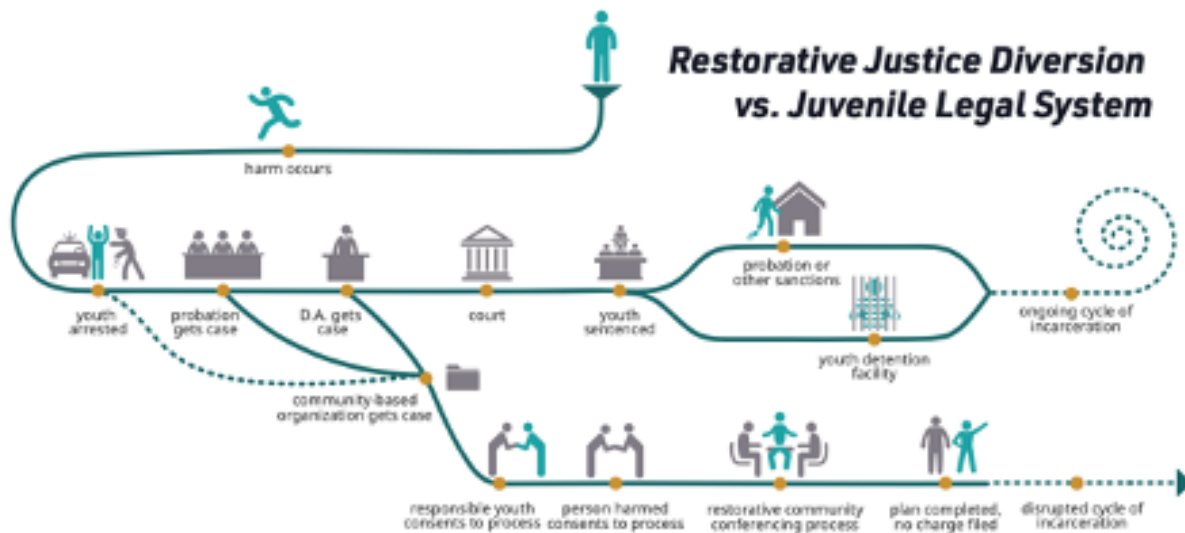 Restorative Justice Diversion
vs. Juvenile Legal System
harm occurs
youth
arrested
probation
gets case
D.A. gets
case
court
youth
sentenced
probation or
other sanctions
youth detention
facility
ongoing cycle of
incarceration
community-based
organization gets case
responsible youth
consents to process
person harmed
consents to process
restorative community
conferencing process
plan completed,
no charge filed
disrupted cycle of
incarceration